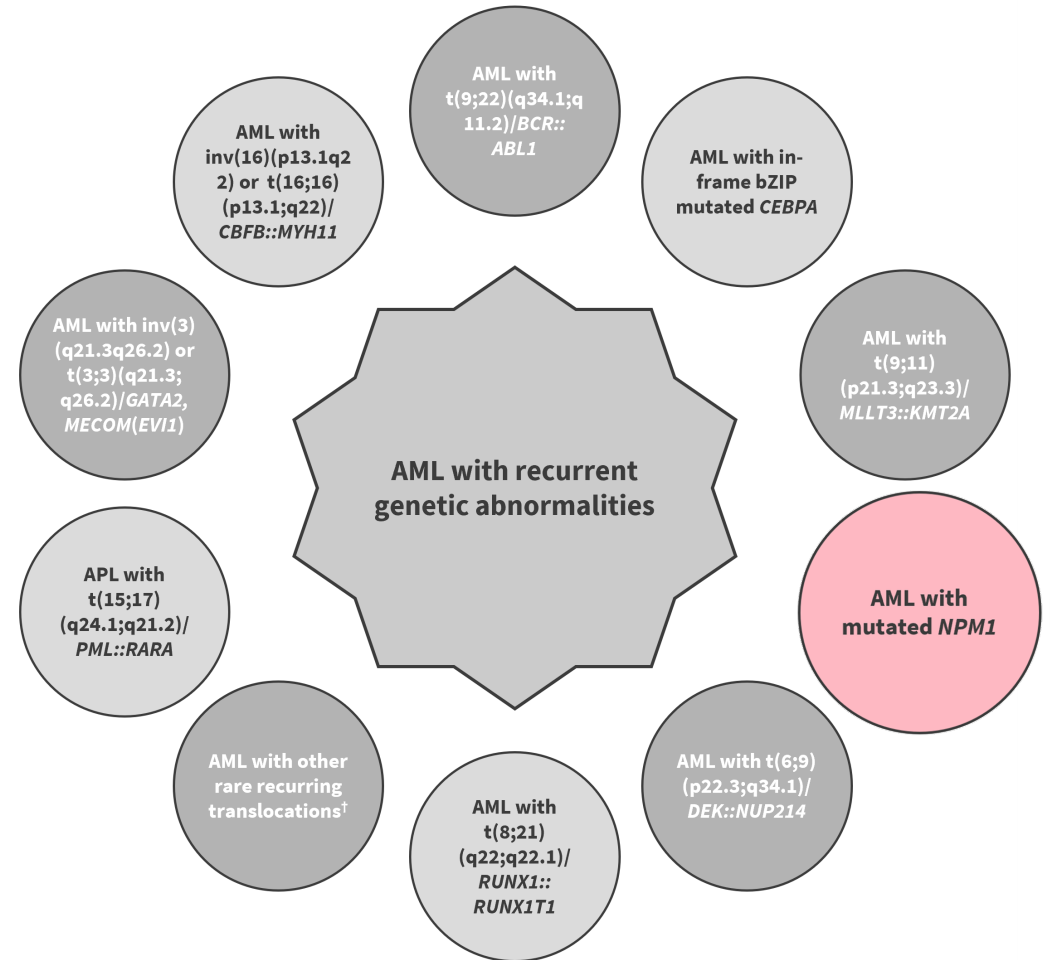 AML with
t(9;22)(q34.1;q
11.2)/BCR::
ABL1
AML with in-
frame bZIP
mutated CEBPA
AML with
t(9;11)
(p21.3;q23.3)/
MLLT3::KMT2A
AML with
mutated NPM1
AML with t(6;9)
(p22.3;q34.1)/
DEK::NUP214
AML with
t(8;21)
(q22;q22.1)/
RUNX1::
RUNX1T1
AML with other
rare recurring
translocations†
APL with
t(15;17)
(q24.1;q21.2)/
PML::RARA
AML with inv(3)
(q21.3q26.2) or
t(3;3)(q21.3;
q26.2)/GATA2,
MECOM(EVI1)
AML with
inv(16)(p13.1q2
2) or t(16;16)
(p13.1;q22)/
CBFB::MYH11
AML with recurrent
genetic abnormalities